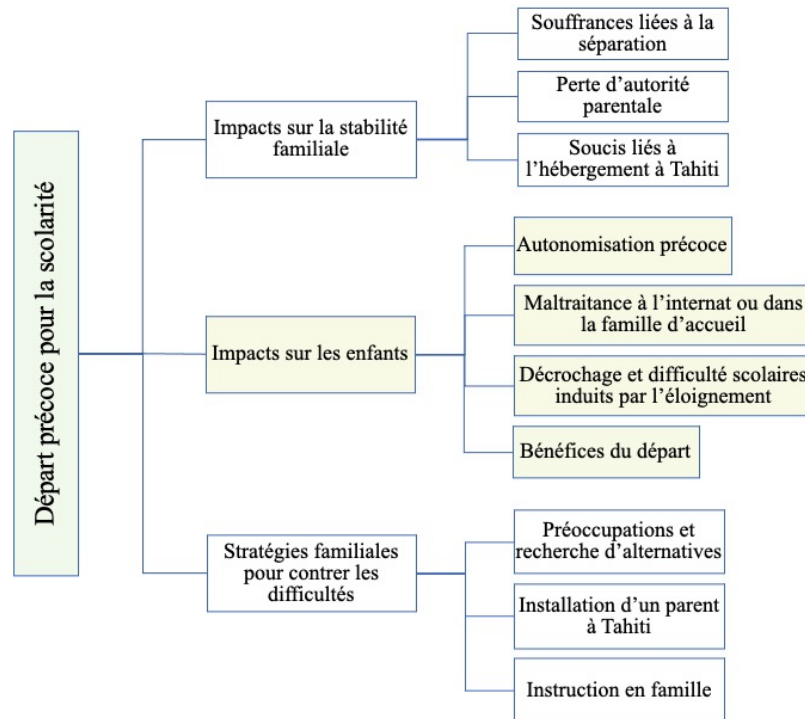 Départ précoce pour la scolarité
Impacts sur la stabilité
familiale
Souffrances liées à la
séparation
Perte d’autorité
parentale
Soucis liés à
l’hébergement à Tahiti
Impacts sur les enfants
Autonomisation précoce
Maltraitance à l’internat ou dans
la famille d’accueil
Décrochage et difficulté scolaires
induits par l’éloignement
Bénéfices du départ
Stratégies familiales
pour contrer les
difficultés
Préoccupations et
recherche d’alternatives
Installation d’un parent
à Tahiti
Instruction en famille